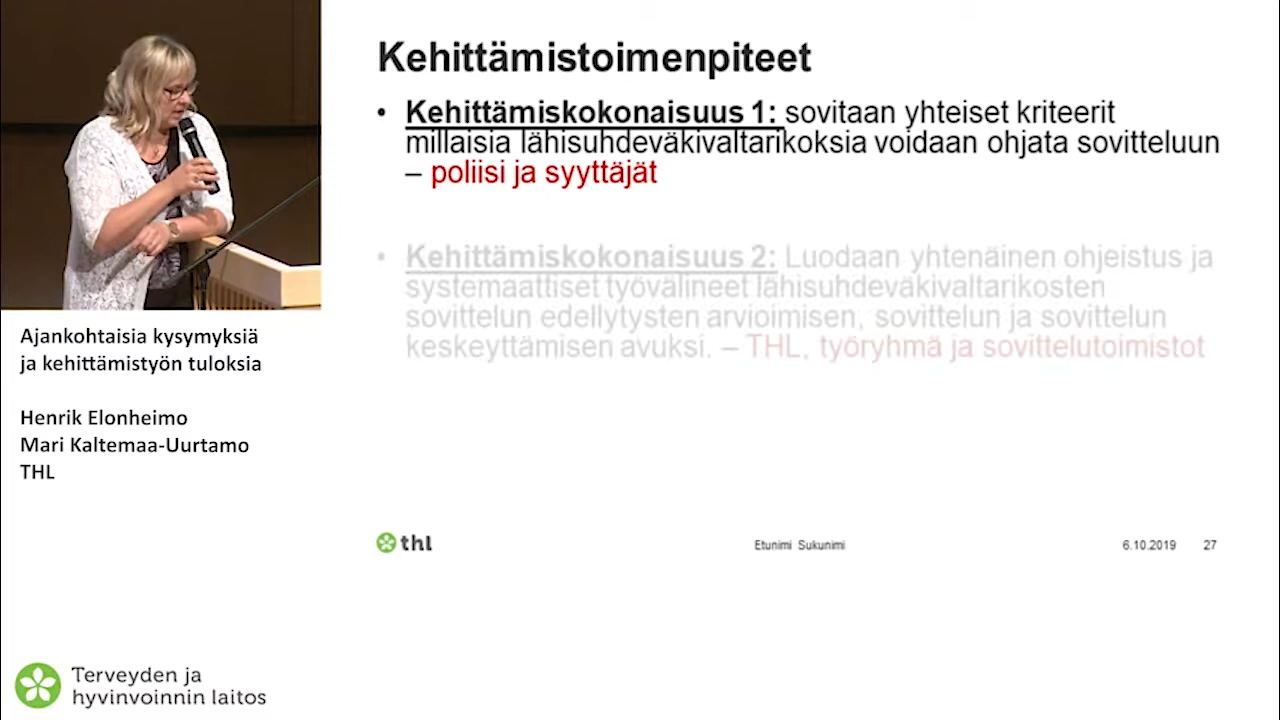 Kehittämistoimenpiteet
• Kehittämiskokonaisuus 1: sovitaan yhteiset kriteerit
millaisia lähisuhdeväkivaltarikoksia voidaan ohjata sovitteluun
– poliisi ja syyttäjät
• Kehittämiskokonaisuus 2: Luodaan yhtenäinen ohjeistus ja
systemaattiset työvälineet lähisuhdeväkivaltarikosten
sovittelun edellytysten arvioimisen, sovittelun ja sovittelun
keskeyttämisen avuksi. – THL, työryhmä ja sovittelutoimistot
thl
Etunimi Sukunimi
6.10.2019 27
Ajankohtaisia kysymyksiä
ja kehittämistyön tuloksia
Henrik Elonheimo
Mari Kaltemaa-Uurtamo
THL
Terveyden ja
hyvinvoinnin laitos